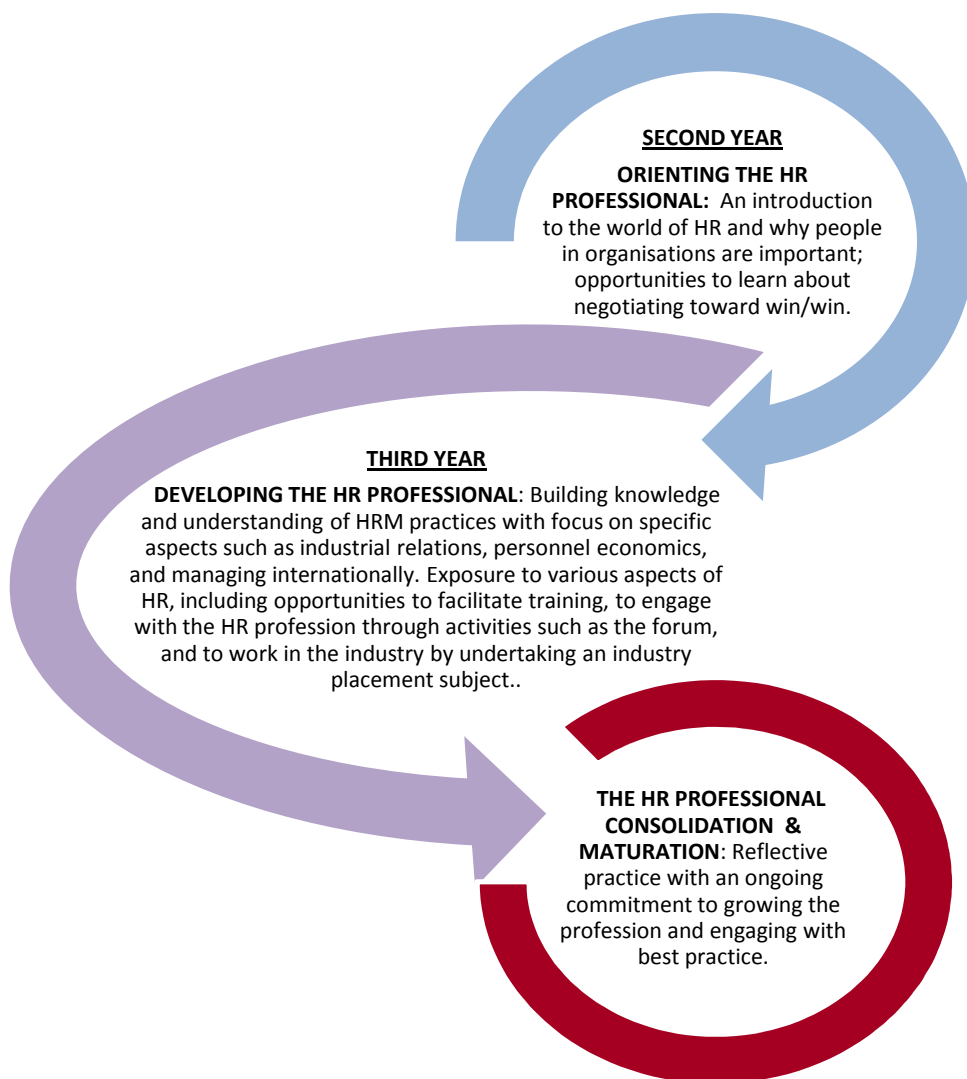 SECOND YEAR
ORIENTING THE HR
PROFESSIONAL: An introduction
to the world of HR and why people
in organisations are important;
opportunities to learn about
negotiating toward win/win.
THIRD YEAR
DEVELOPING THE HR PROFESSIONAL: Building knowledge
and understanding of HRM practices with focus on specific
aspects such as industrial relations, personnel economics,
and managing internationally. Exposure to various aspects of
HR, including opportunities to facilitate training, to engage
with the HR profession through activities such as the forum,
and to work in the industry by undertaking an industry
placement subject..
THE HR PROFESSIONAL
CONSOLIDATION &
MATURATION: Reflective
practice with an ongoing
commitment to growing the
profession and engaging with
best practice.